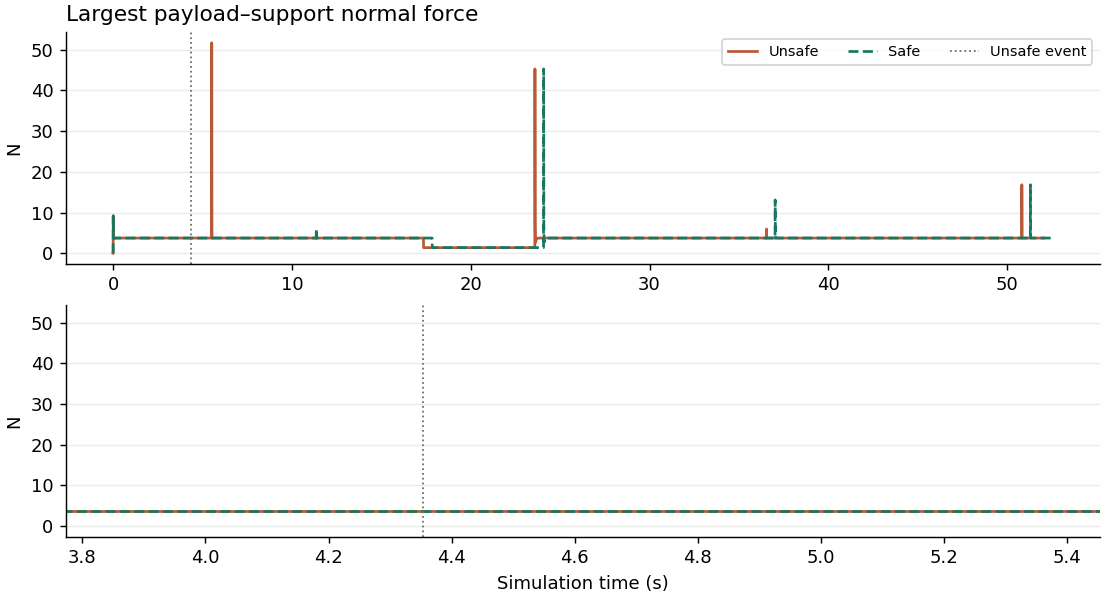 Largest payload–support normal force
Unsafe Safe Unsafe event
50
40
30
20
10
0
N
0 10 20 30 40 50
50
40
30
20
10
0
N
3.8 4.0 4.2 4.4 4.6 4.8 5.0 5.2 5.4
Simulation time (s)